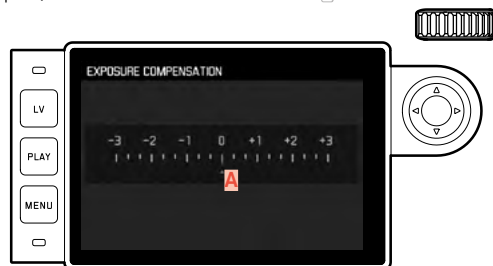 EXPOSURE COMPENSATION
LV
-3 -2 -1 0 +1 +2 +3
PLAY
A
MENU